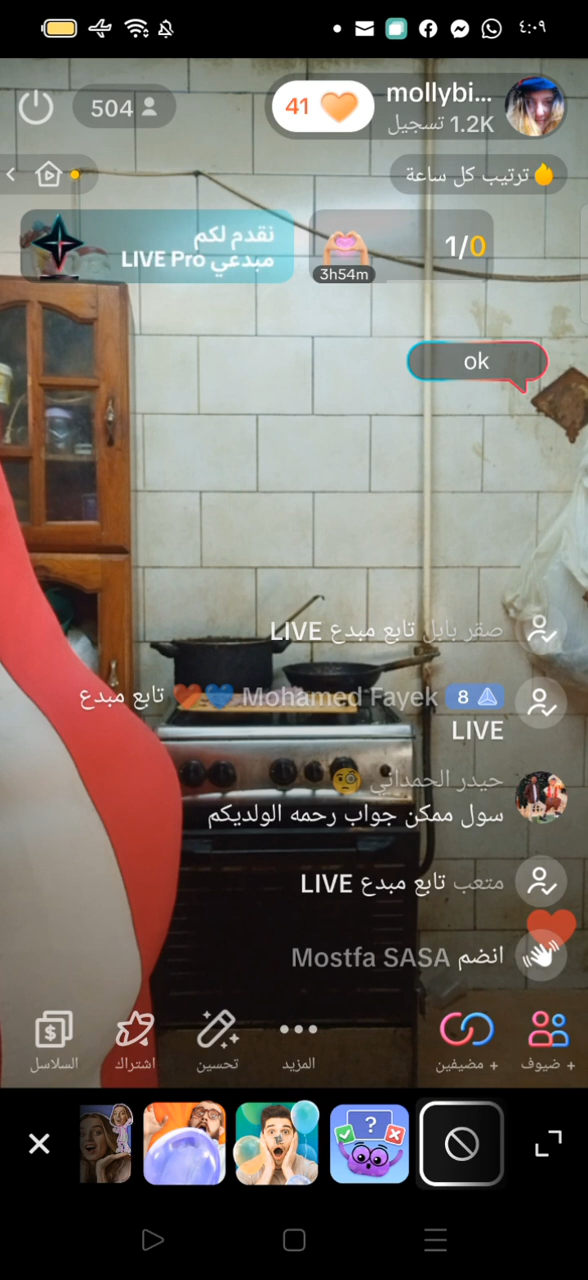 ٤:٠٩
504
41
mollybi...
1.2K تسجيل
ترتيب كل ساعة
نقدم لكم
مبدعي LIVE Pro
1/0
3h54m
ok
صقر بابل تابع مبدع LIVE
8 Mohamed Fayek 💙❤️ تابع مبدع
LIVE
حيدر الحمداني 🧐
سول ممكن جواب رحمه الولديكم
متعب تابع مبدع LIVE
Mostfa SASA انضم
+ ضيوف
+ مضيفين
المزيد
تحسين
اشتراك
السلاسل